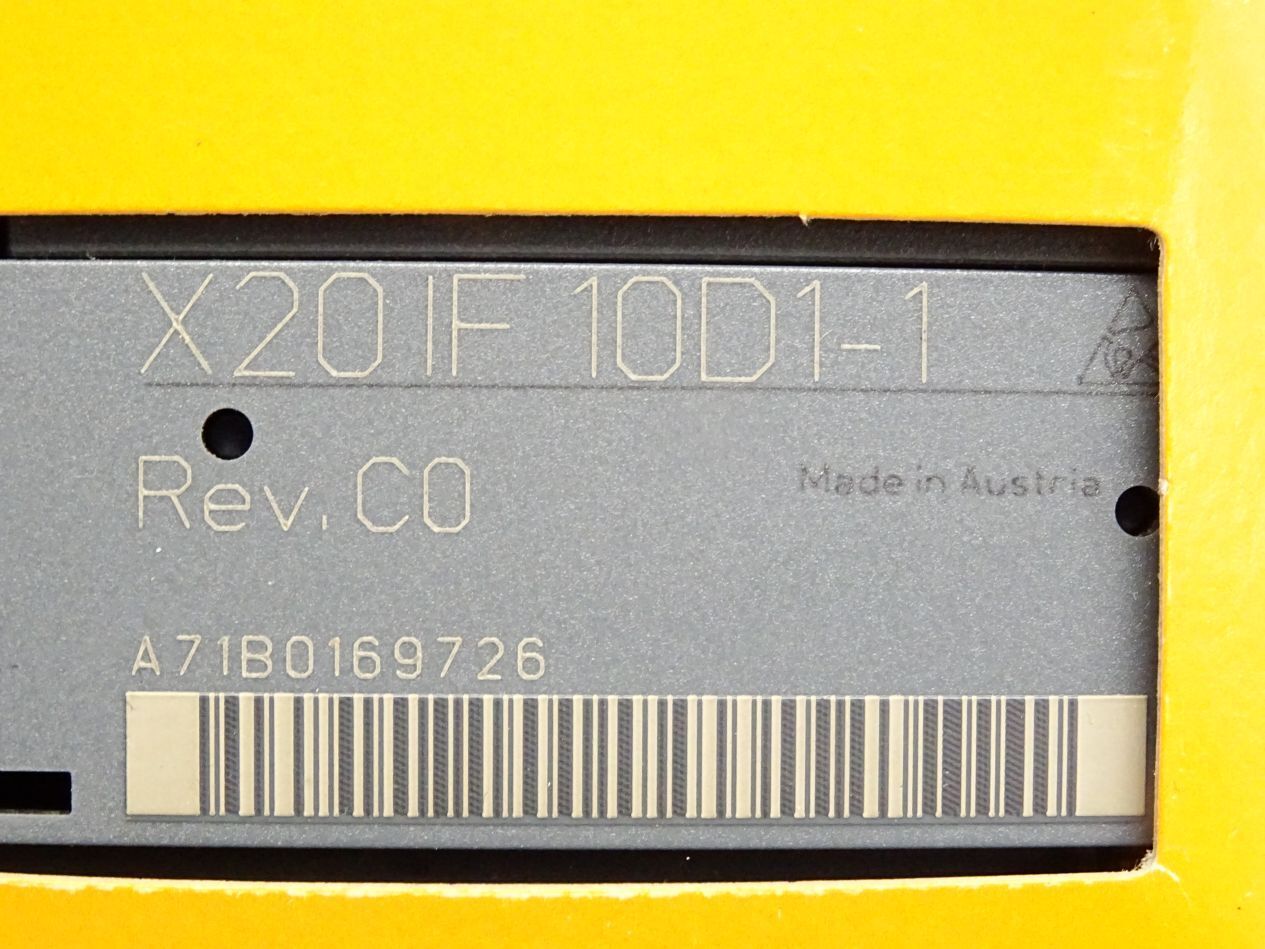 X20 IF 10D1-1
Rev. C0
Made in Austria
A71B0169726